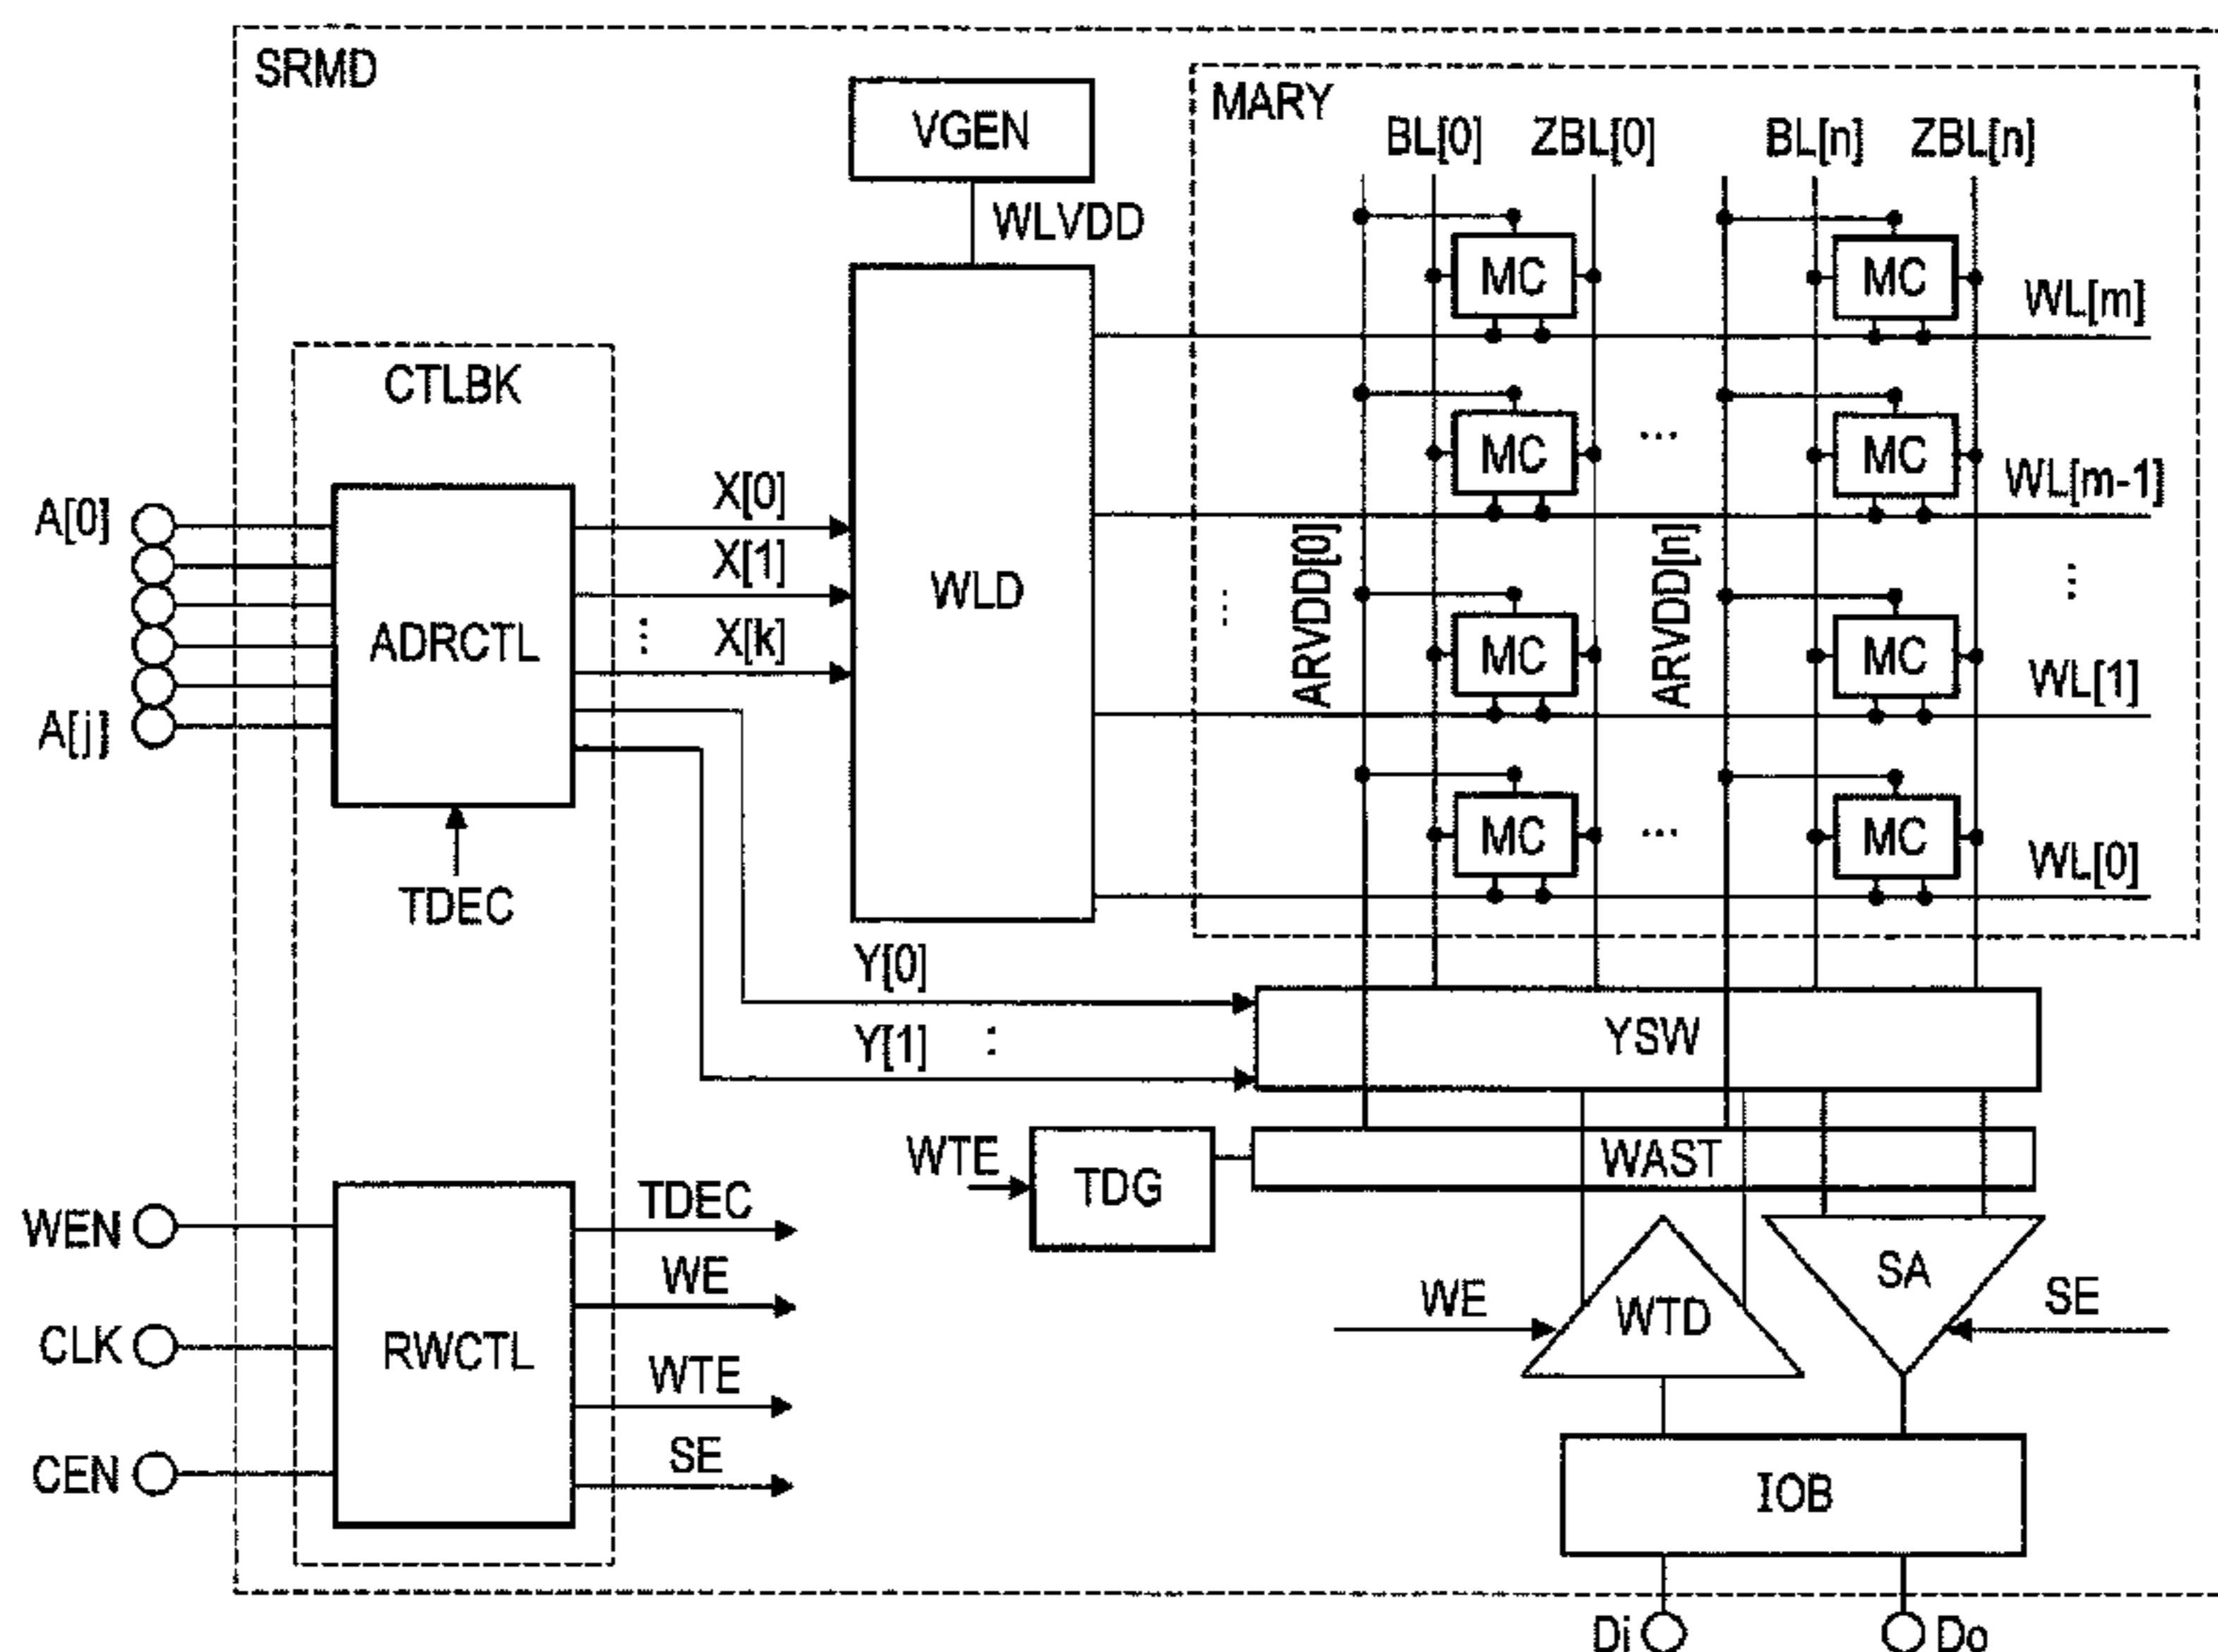 SRMD
VGEN
WLVDD
MARY
BL[0] ZBL[0] BL[n] ZBL[n]
MC MC WL[m]
CTLBK
MC ... MC WL[m-1]
A[0]
A[j]
ADRCTL
TDEC
X[0]
X[1]
⋮ X[k]
WLD
⋮
ARVDD[0]
ARVDD[n]
⋮
MC MC WL[1]
MC ... MC WL[0]
Y[0]
Y[1] :
YSW
WTE
TDG
WAST
WEN
CLK
CEN
RWCTL
TDEC
WE
WTE
SE
WE
WTD
SA
SE
IOB
Di Do